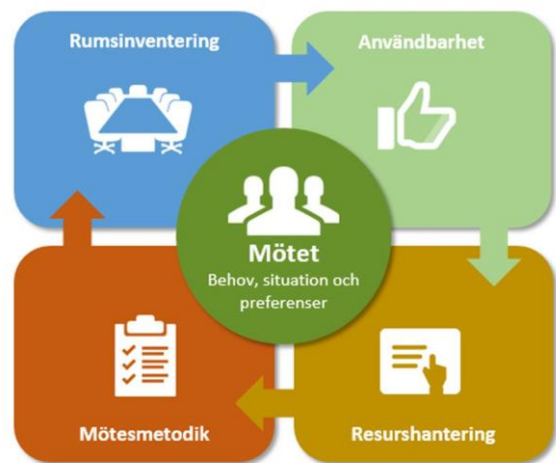 Rumsinventering
Användbarhet
Mötet
Behov, situation och
preferenser
Mötesmetodik
Resurshantering